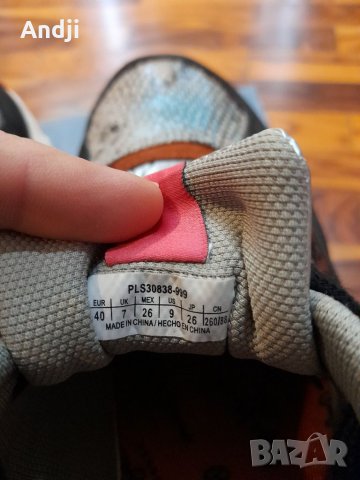 Andji
PLS30838-999
EUR UK MEX US JP CN
40 7 26 9 26
MADE IN CHINA / HECHO EN CHINA
BAZAR